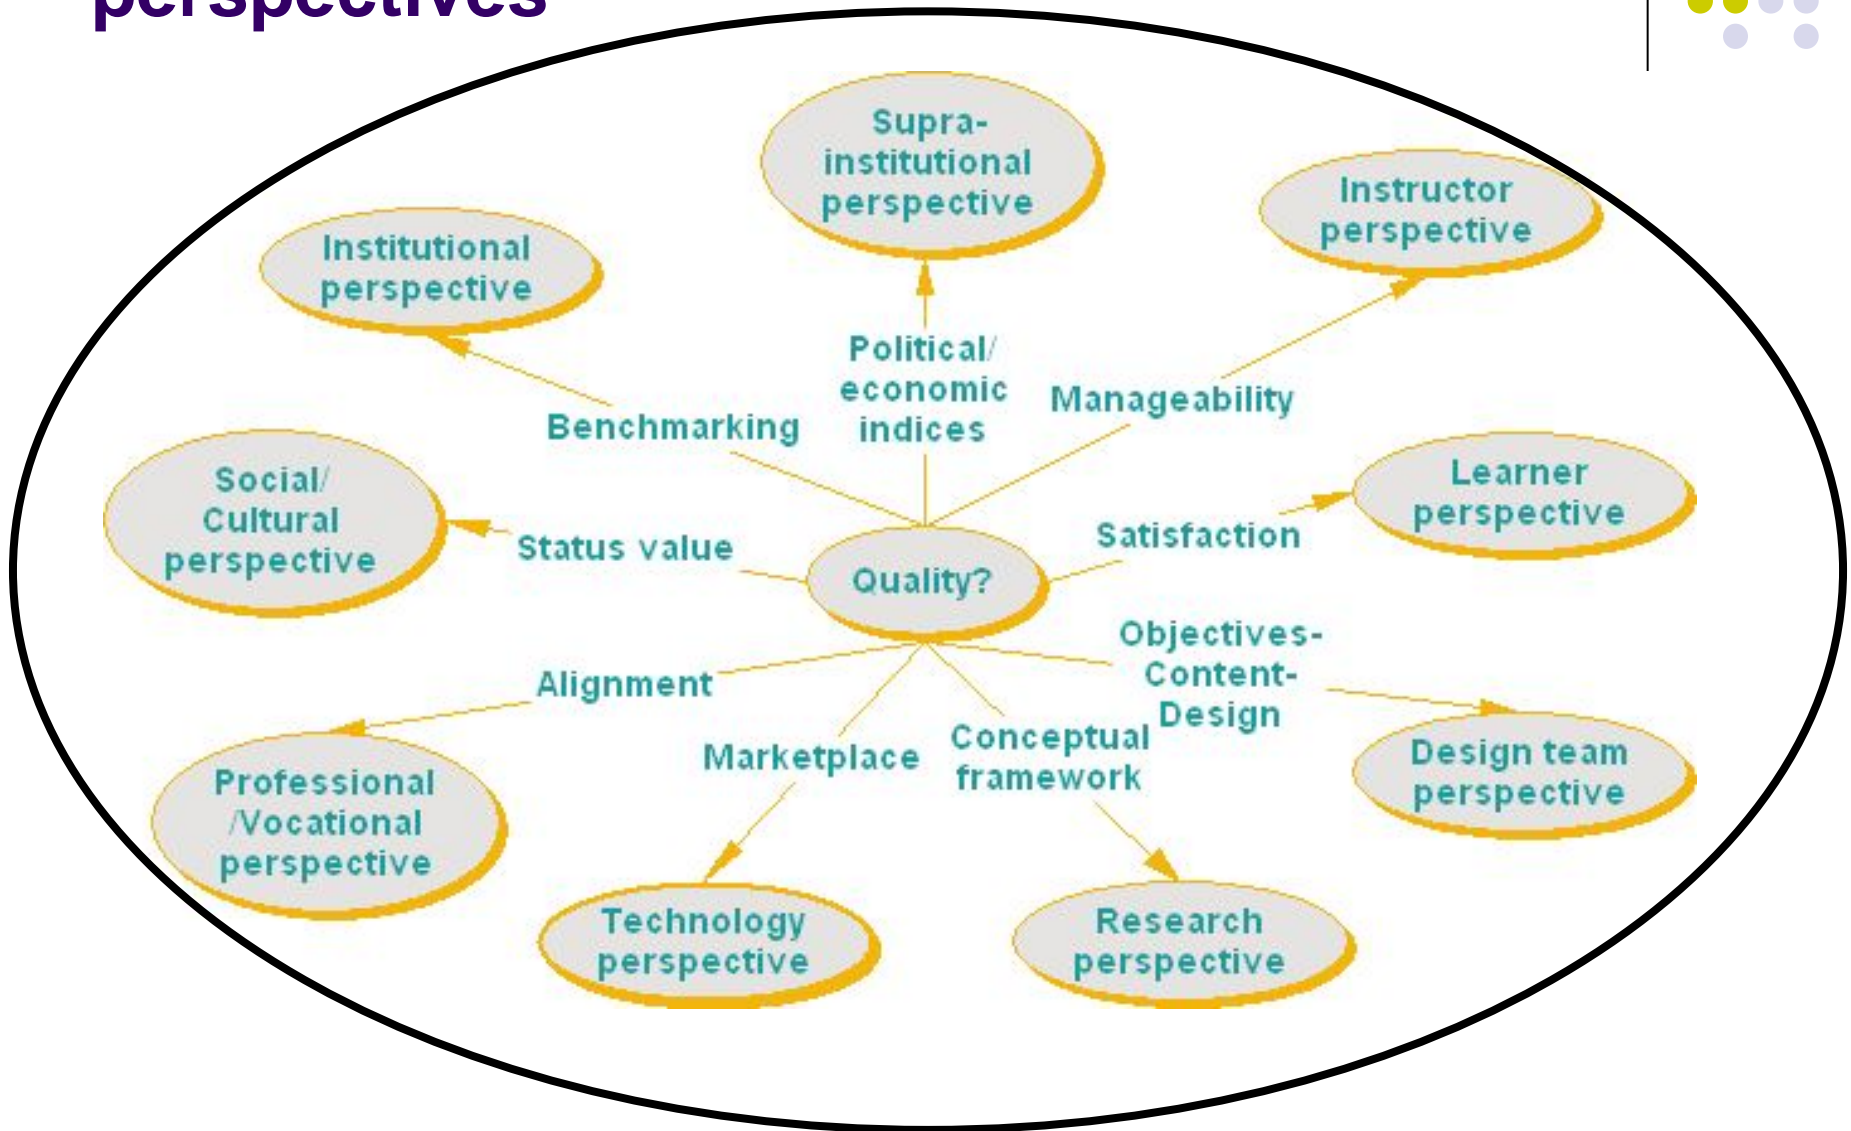 perspectives
Supra-
institutional
perspective
Instructor
perspective
Institutional
perspective
Political/
economic
indices
Manageability
Benchmarking
Learner
perspective
Social/
Cultural
perspective
Status value
Satisfaction
Quality?
Objectives-
Content-
Design
Alignment
Marketplace
Conceptual
framework
Design team
perspective
Professional
/Vocational
perspective
Technology
perspective
Research
perspective